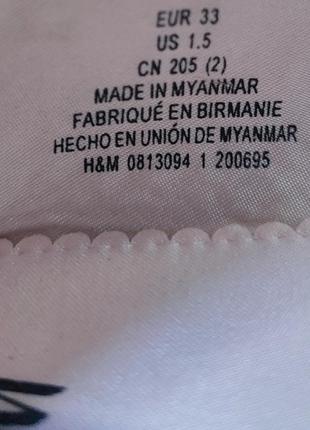 EUR 33
US 1.5
CN 205 (2)
MADE IN MYANMAR
FABRIQUÉ EN BIRMANIE
HECHO EN UNIÓN DE MYANMAR
H&M 0813094 1 200695